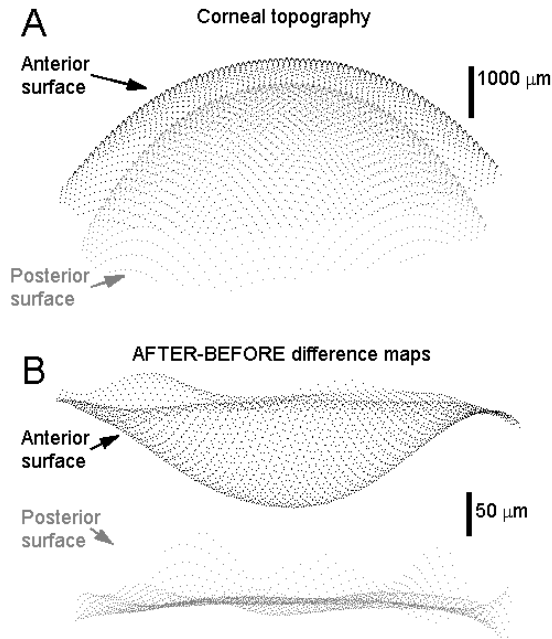 A
Corneal topography
Anterior
surface
1000 μm
Posterior
surface
AFTER-BEFORE difference maps
B
Anterior
surface
50 μm
Posterior
surface